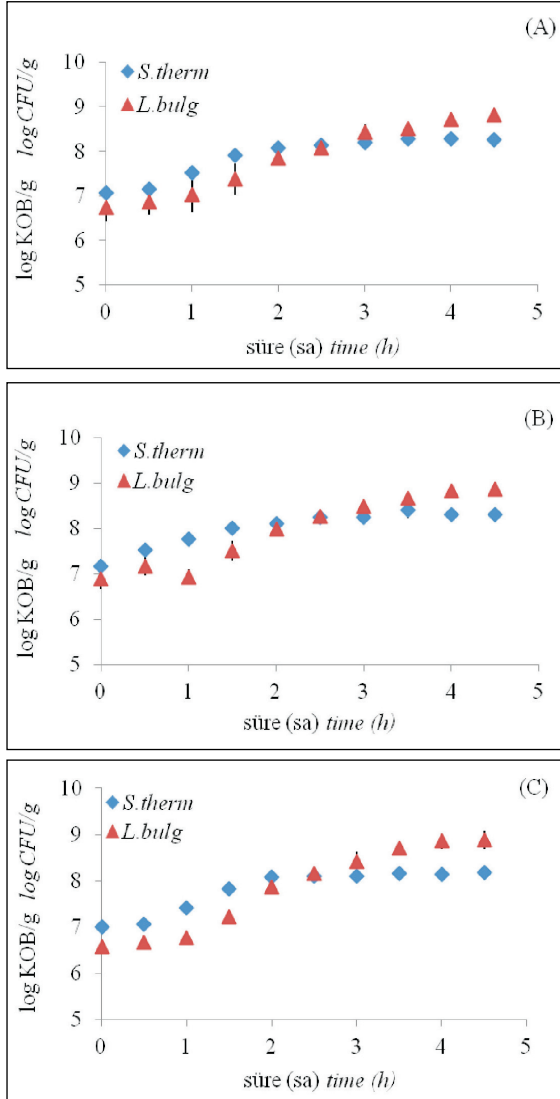 (A)
log KOB/g log CFU/g
10
9
8
7
6
5
S.therm
L.bulg
0 1 2 3 4 5
süre (sa) time (h)
(B)
log KOB/g log CFU/g
10
9
8
7
6
5
S.therm
L.bulg
0 1 2 3 4 5
süre (sa) time (h)
(C)
log KOB/g log CFU/g
10
9
8
7
6
5
S.therm
L.bulg
0 1 2 3 4 5
süre (sa) time (h)